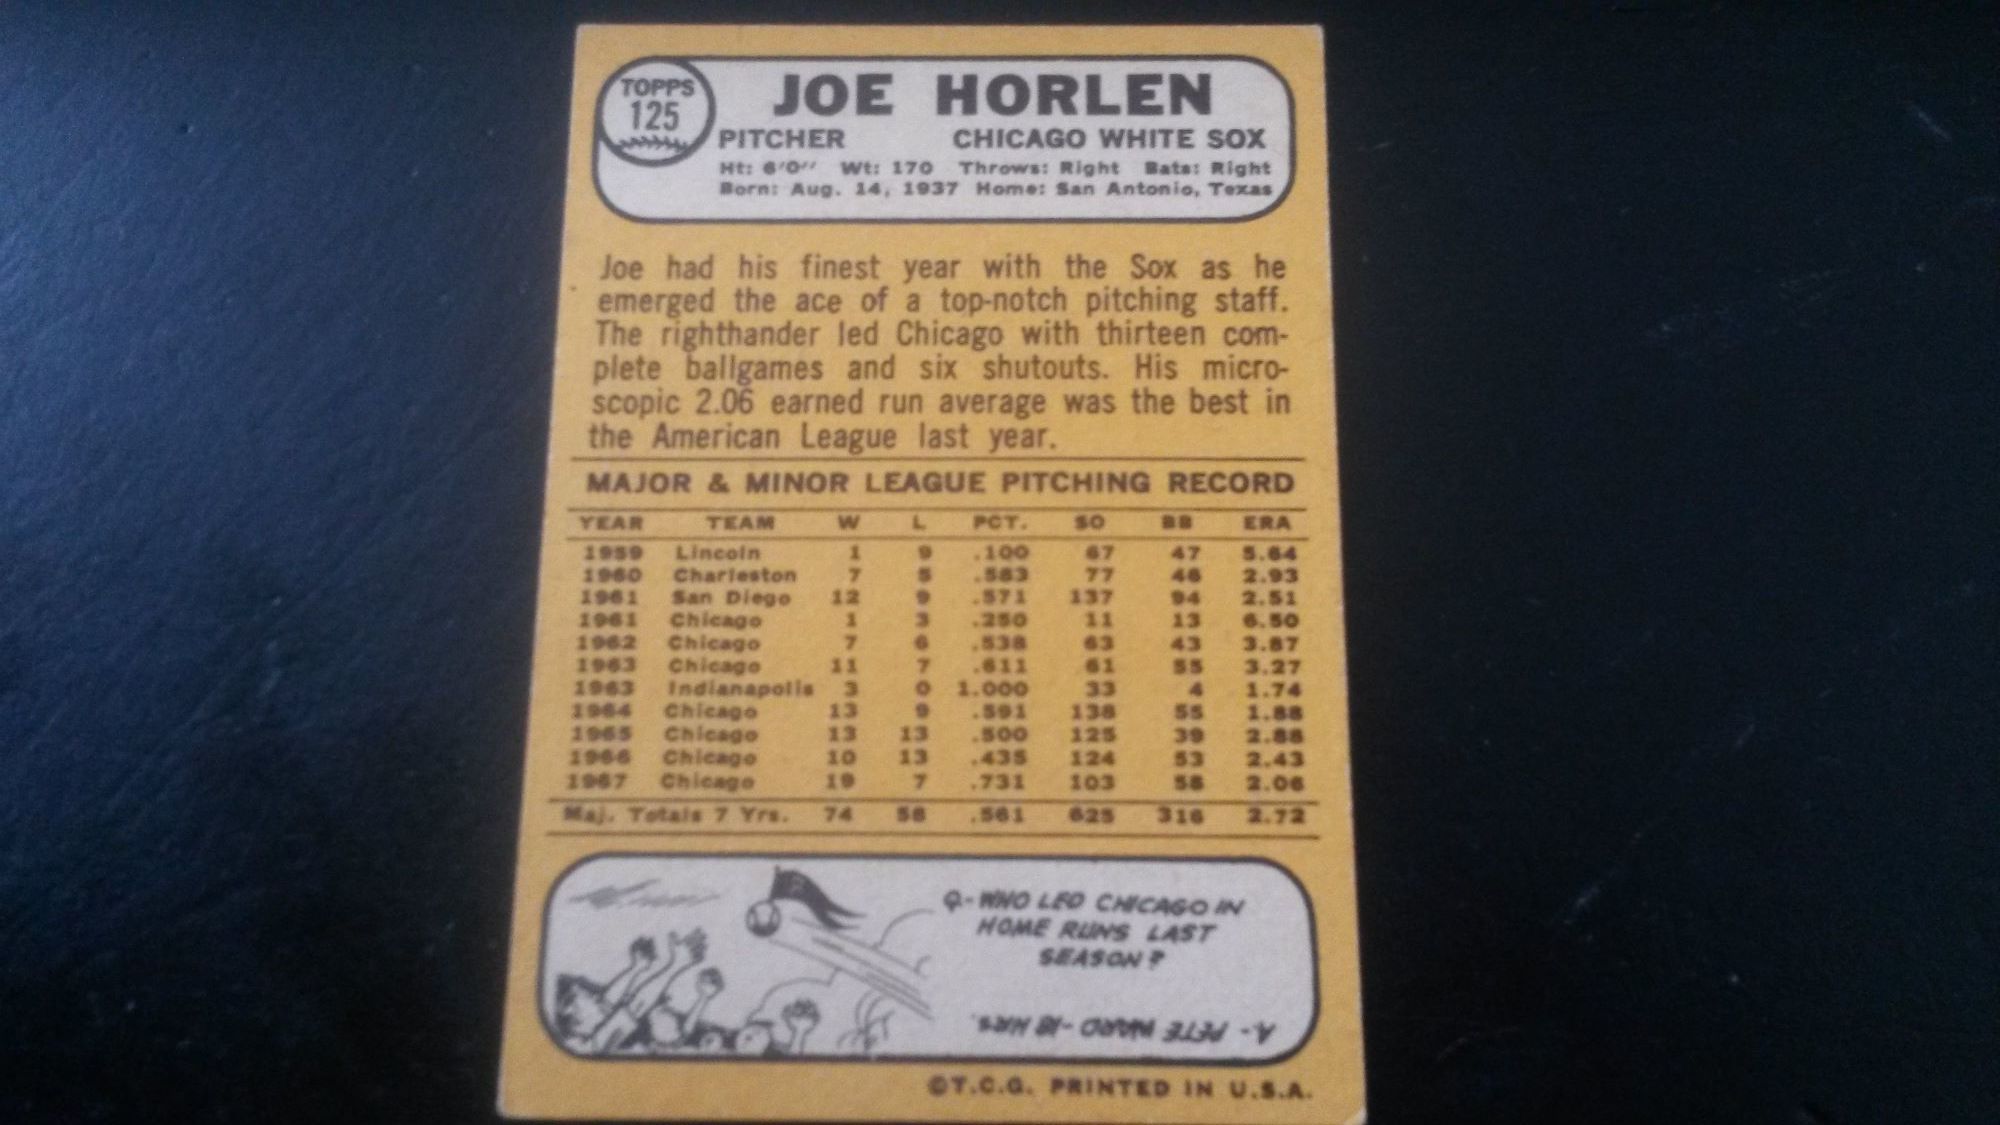 TOPPS
125
JOE HORLEN
PITCHER CHICAGO WHITE SOX
Ht: 6'0" Wt: 170 Throws: Right Bats: Right
Born: Aug. 14, 1937 Home: San Antonio, Texas
Joe had his finest year with the Sox as he
emerged the ace of a top-notch pitching staff.
The righthander led Chicago with thirteen com-
plete ballgames and six shutouts. His micro-
scopic 2.06 earned run average was the best in
the American League last year.
MAJOR & MINOR LEAGUE PITCHING RECORD
YEAR TEAM W L PCT. SO BB ERA
1959 Lincoln 1 9 .100 67 47 5.64
1960 Charleston 7 5 .583 77 46 2.93
1961 San Diego 12 9 .571 137 94 2.51
1961 Chicago 1 3 .250 11 13 6.50
1962 Chicago 7 6 .538 63 43 3.87
1963 Chicago 11 7 .611 61 55 3.27
1963 Indianapolis 3 0 1.000 33 4 1.74
1964 Chicago 13 9 .591 138 55 1.88
1965 Chicago 13 13 .500 125 39 2.88
1966 Chicago 10 13 .435 124 53 2.43
1967 Chicago 19 7 .731 103 58 2.06
Maj. Totals 7 Yrs. 74 58 .561 625 316 2.72
Q.- WHO LED CHICAGO IN
HOME RUNS LAST
SEASON?
A.- PETE WARD - 18 HRS.
©T.C.G. PRINTED IN U.S.A.